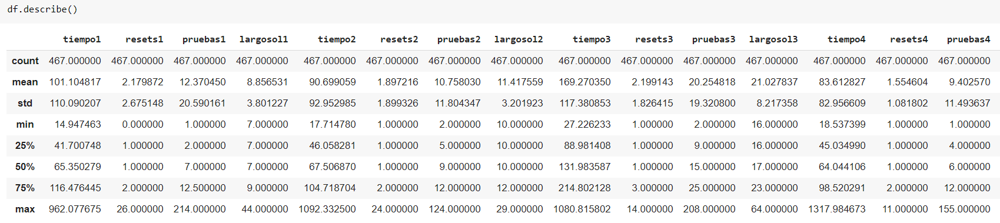 df.describe()
tiempo1 resets1 pruebas1 largosol1 tiempo2 resets2 pruebas2 largosol2 tiempo3 resets3 pruebas3 largosol3 tiempo4 resets4 pruebas4
count 467.000000 467.000000 467.000000 467.000000 467.000000 467.000000 467.000000 467.000000 467.000000 467.000000 467.000000 467.000000 467.000000 467.000000 467.000000
mean 101.104817 2.179872 12.370450 8.856531 90.699059 1.897216 10.758030 11.417559 169.270350 2.199143 20.254818 21.027837 83.612827 1.554604 9.402570
std 110.090207 2.675148 20.590161 3.801227 92.952985 1.899326 11.804347 3.201923 117.380853 1.826415 19.320800 8.217358 82.956609 1.081802 11.493637
min 14.947463 0.000000 1.000000 7.000000 17.714780 1.000000 2.000000 10.000000 27.226233 1.000000 2.000000 16.000000 18.537399 1.000000 1.000000
25% 41.700748 1.000000 2.000000 7.000000 46.058281 1.000000 5.000000 10.000000 88.981408 1.000000 9.000000 16.000000 45.034990 1.000000 4.000000
50% 65.350279 1.000000 7.000000 7.000000 67.506870 1.000000 9.000000 10.000000 131.983587 1.000000 15.000000 17.000000 64.044106 1.000000 6.000000
75% 116.476445 2.000000 12.500000 9.000000 104.718704 2.000000 12.000000 12.000000 214.802128 3.000000 25.000000 23.000000 98.520291 2.000000 12.000000
max 962.077675 26.000000 214.000000 44.000000 1092.332500 24.000000 124.000000 29.000000 1080.815802 14.000000 208.000000 64.000000 1317.984673 11.000000 155.000000